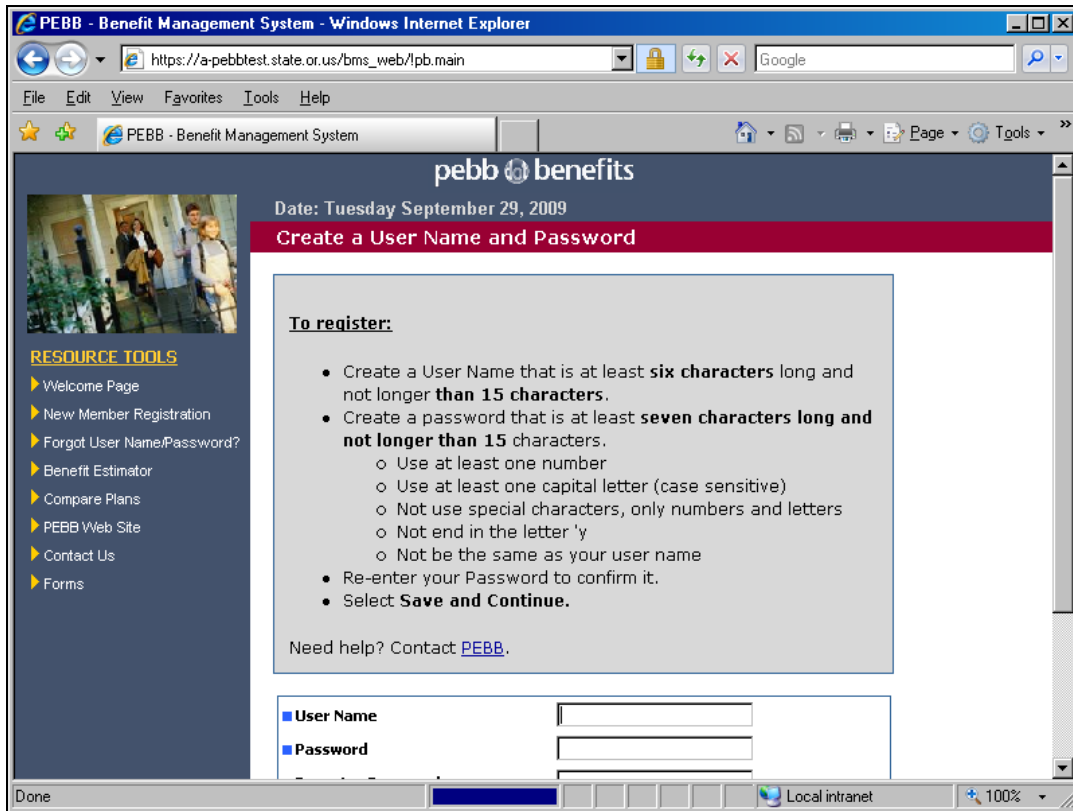 PEBB - Benefit Management System - Windows Internet Explorer
https://a-pebbtest.state.or.us/bms_web/!pb.main
Google
File Edit View Favorites Tools Help
PEBB - Benefit Management System
Page Tools »
pebb benefits
Date: Tuesday September 29, 2009
Create a User Name and Password
RESOURCE TOOLS
Welcome Page
New Member Registration
Forgot User Name/Password?
Benefit Estimator
Compare Plans
PEBB Web Site
Contact Us
Forms
To register:
• Create a User Name that is at least six characters long and
not longer than 15 characters.
• Create a password that is at least seven characters long and
not longer than 15 characters.
o Use at least one number
o Use at least one capital letter (case sensitive)
o Not use special characters, only numbers and letters
o Not end in the letter 'y
o Not be the same as your user name
• Re-enter your Password to confirm it.
• Select Save and Continue.
Need help? Contact PEBB.
User Name
Password
Done
Local intranet
100%